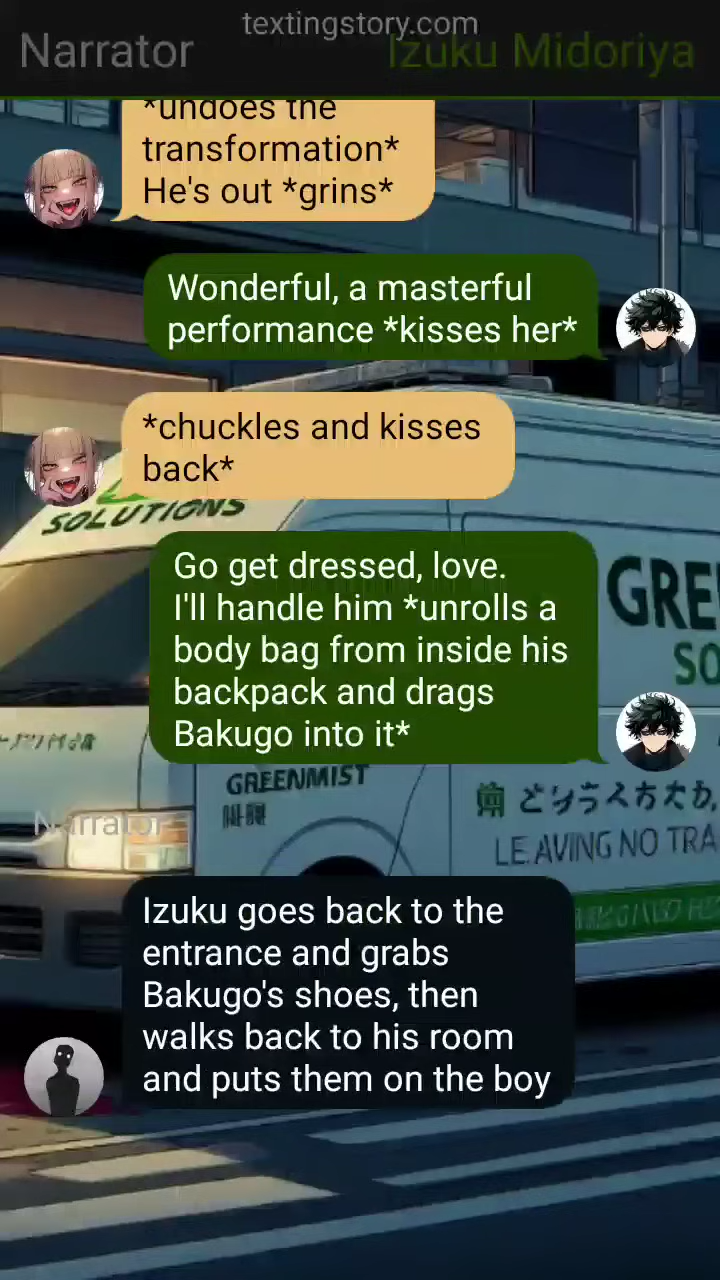 textingstory.com
Narrator
Izuku Midoriya
*undoes the
transformation*
He's out *grins*
Wonderful, a masterful
performance *kisses her*
*chuckles and kisses
back*
SOLUTIONS
Go get dressed, love.
I'll handle him *unrolls a
body bag from inside his
backpack and drags
Bakugo into it*
GRE
SO
GREENMIST
LEAVING NO TRA
Narrator
Izuku goes back to the
entrance and grabs
Bakugo's shoes, then
walks back to his room
and puts them on the boy